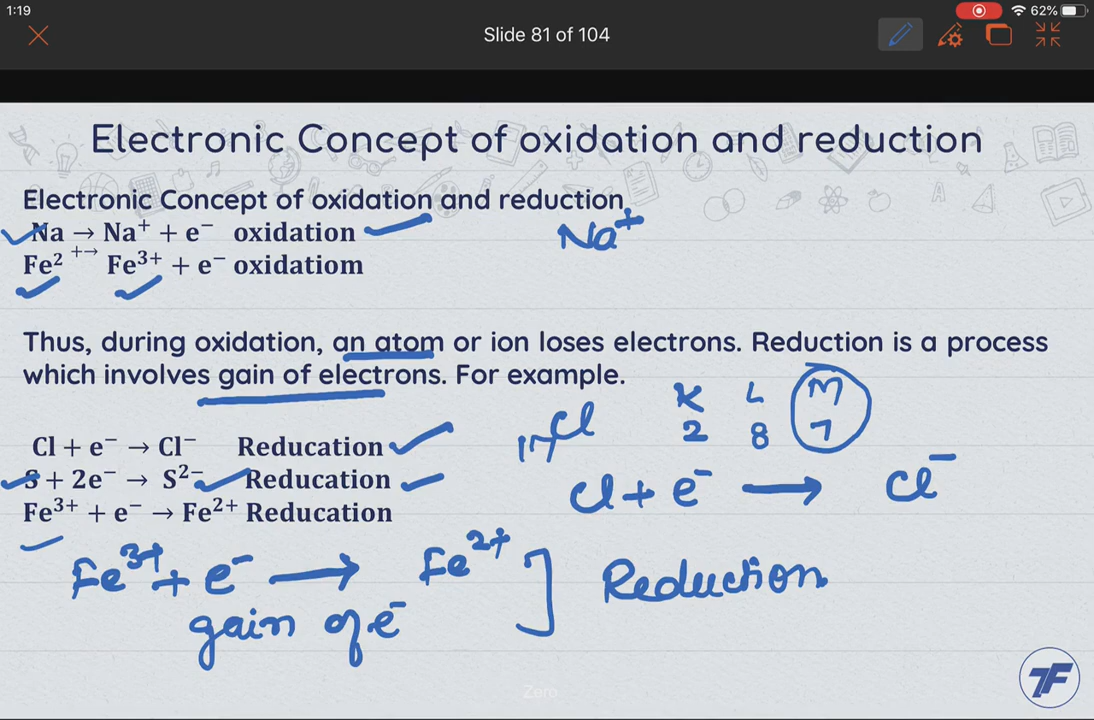 1:19
62%
Slide 81 of 104
Electronic Concept of oxidation and reduction
Electronic Concept of oxidation and reduction
Na → Na⁺ + e⁻ oxidation
Na⁺
Fe² ⁺→ Fe³⁺ + e⁻ oxidatiom
Thus, during oxidation, an atom or ion loses electrons. Reduction is a process
which involves gain of electrons. For example.
K L M
₁₇Cl 2 8 7
Cl + e⁻ → Cl⁻ Reducation
S + 2e⁻ → S²⁻ Reducation
Cl + e⁻ → Cl⁻
Fe³⁺ + e⁻ → Fe²⁺ Reducation
Fe³⁺ + e⁻ → Fe²⁺ ] Reduction
gain of e⁻
Zero
7F